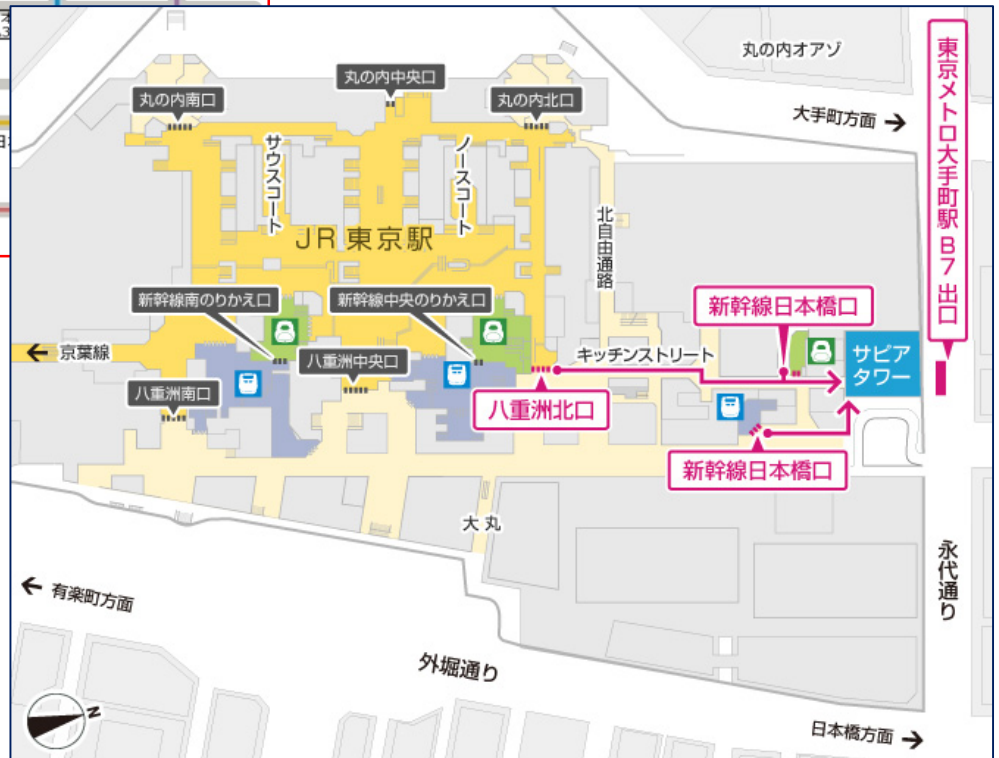 丸の内オアゾ
東京メトロ大手町駅 B7 出口
丸の内中央口
丸の内南口
丸の内北口
大手町方面 →
サウスコート
ノースコート
JR 東京駅
北自由通路
新幹線南のりかえ口
新幹線中央のりかえ口
新幹線日本橋口
← 京葉線
八重洲中央口
キッチンストリート
サピア
タワー
八重洲南口
八重洲北口
新幹線日本橋口
大丸
永代通り
← 有楽町方面
外堀通り
N
日本橋方面 →